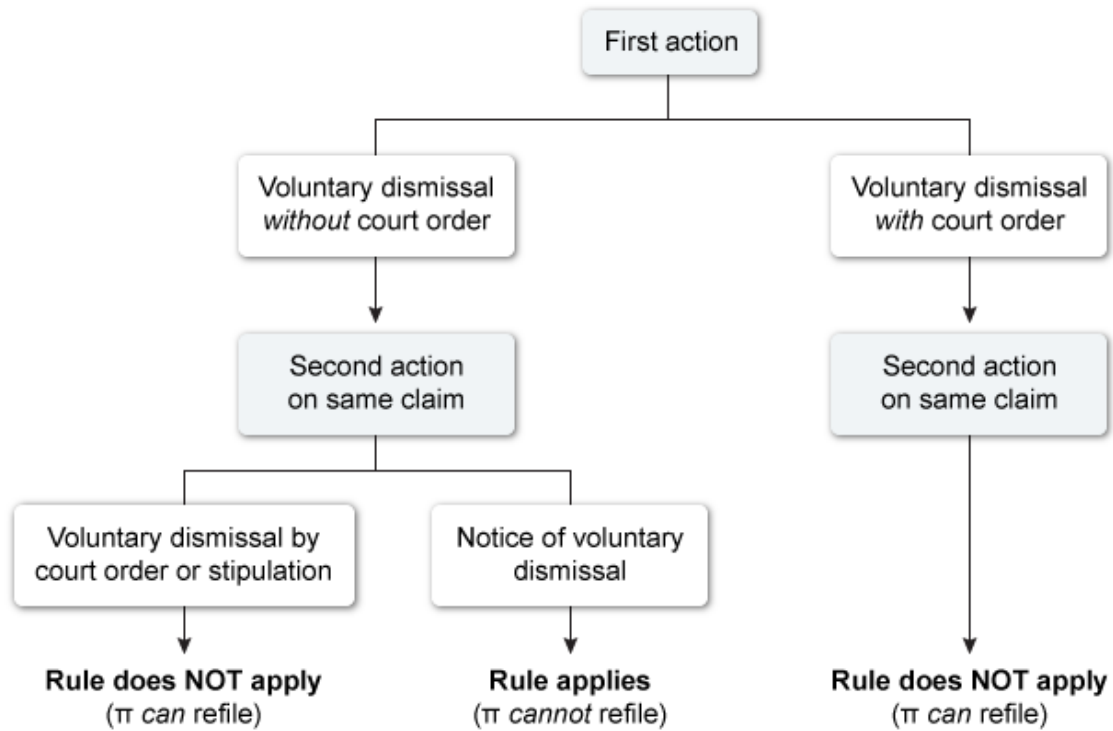 First action
Voluntary dismissal
without court order
Voluntary dismissal
with court order
Second action
on same claim
Second action
on same claim
Voluntary dismissal by
court order or stipulation
Notice of voluntary
dismissal
Rule does NOT apply
(π can refile)
Rule applies
(π cannot refile)
Rule does NOT apply
(π can refile)